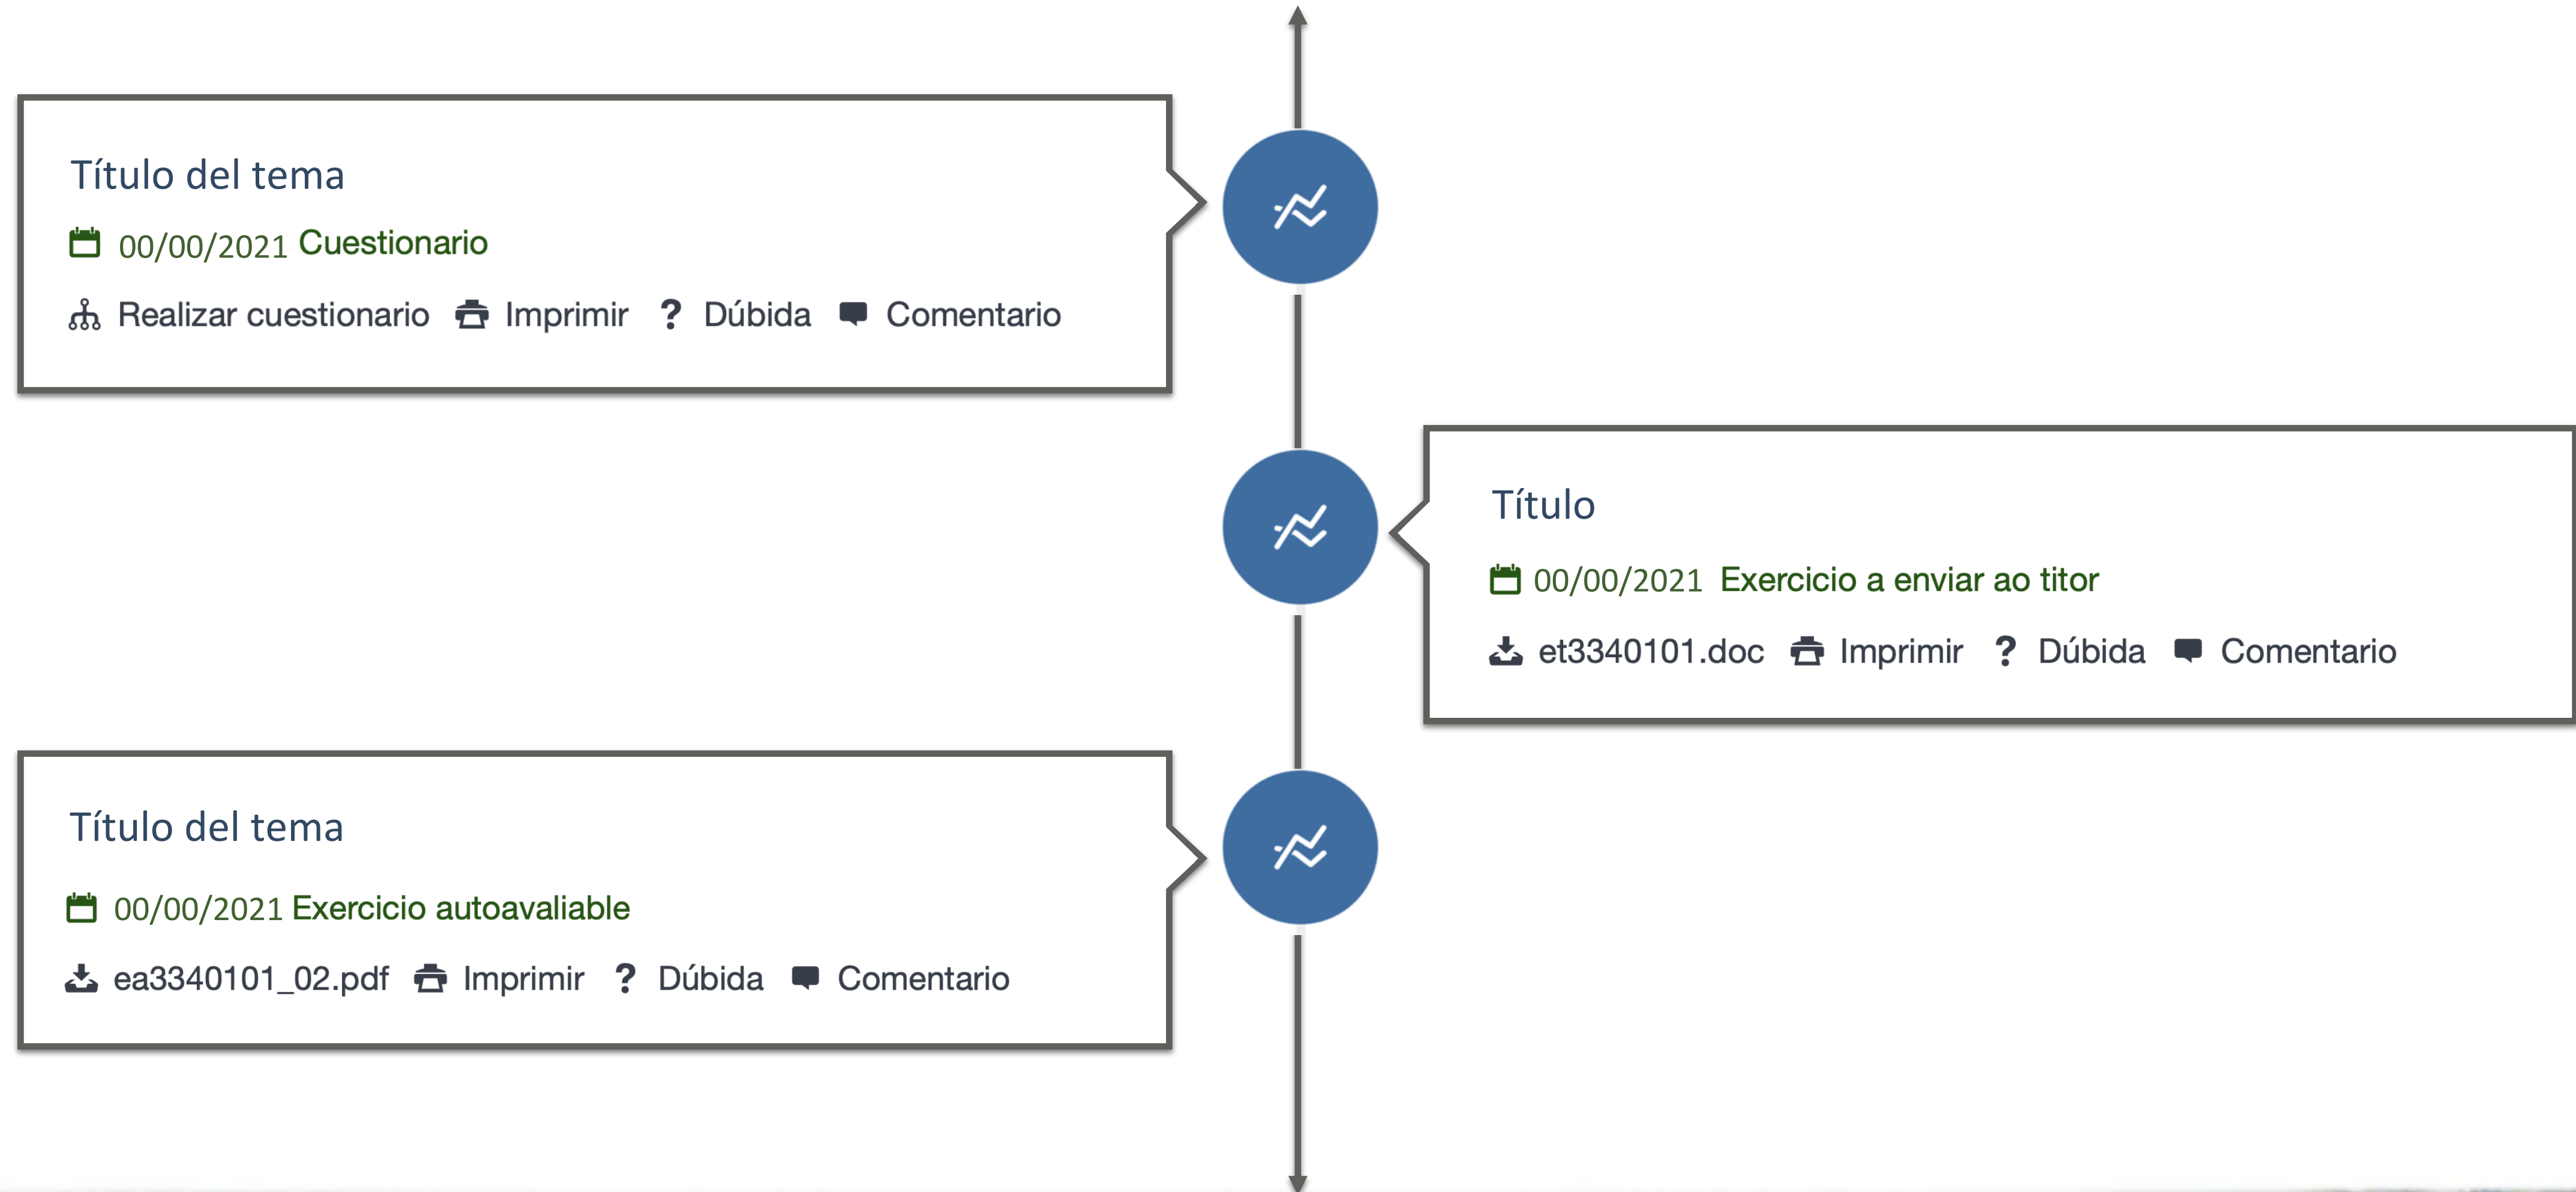 Título del tema
00/00/2021 Cuestionario
Realizar cuestionario Imprimir ? Dúbida Comentario
Título
00/00/2021 Exercicio a enviar ao titor
et3340101.doc Imprimir ? Dúbida Comentario
Título del tema
00/00/2021 Exercicio autoavaliable
ea3340101_02.pdf Imprimir ? Dúbida Comentario